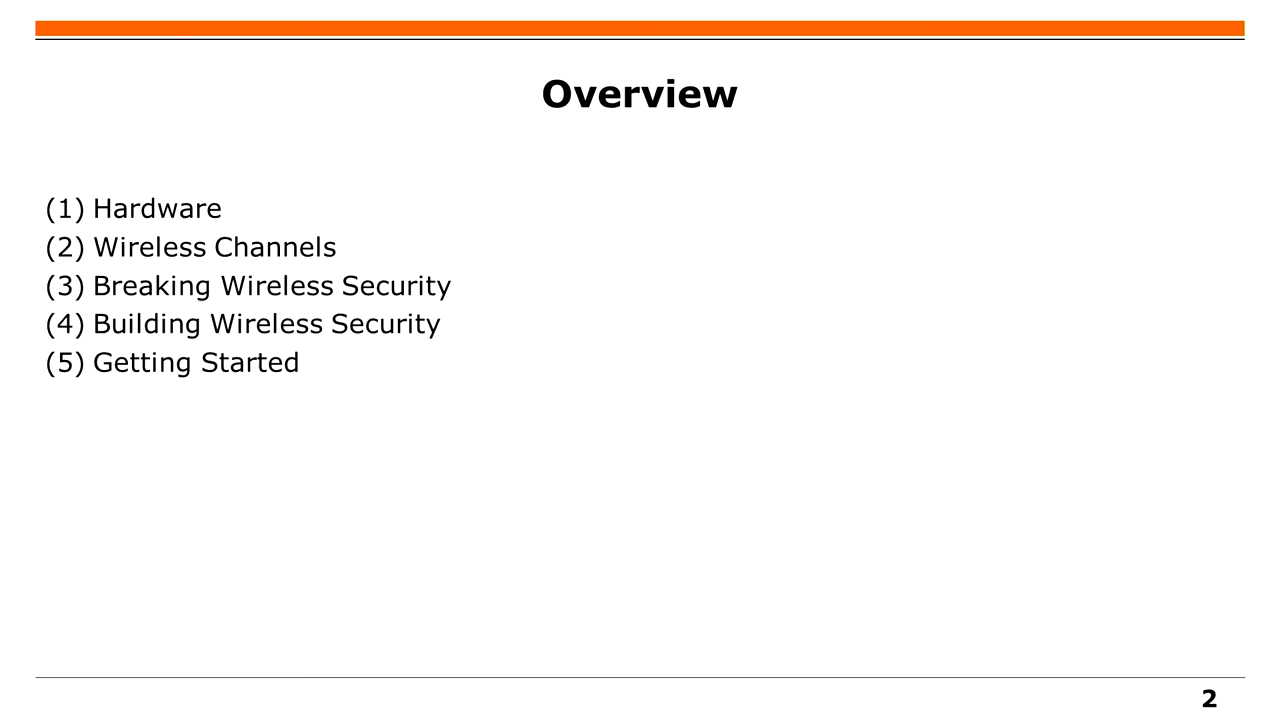 Overview
(1) Hardware
(2) Wireless Channels
(3) Breaking Wireless Security
(4) Building Wireless Security
(5) Getting Started
2